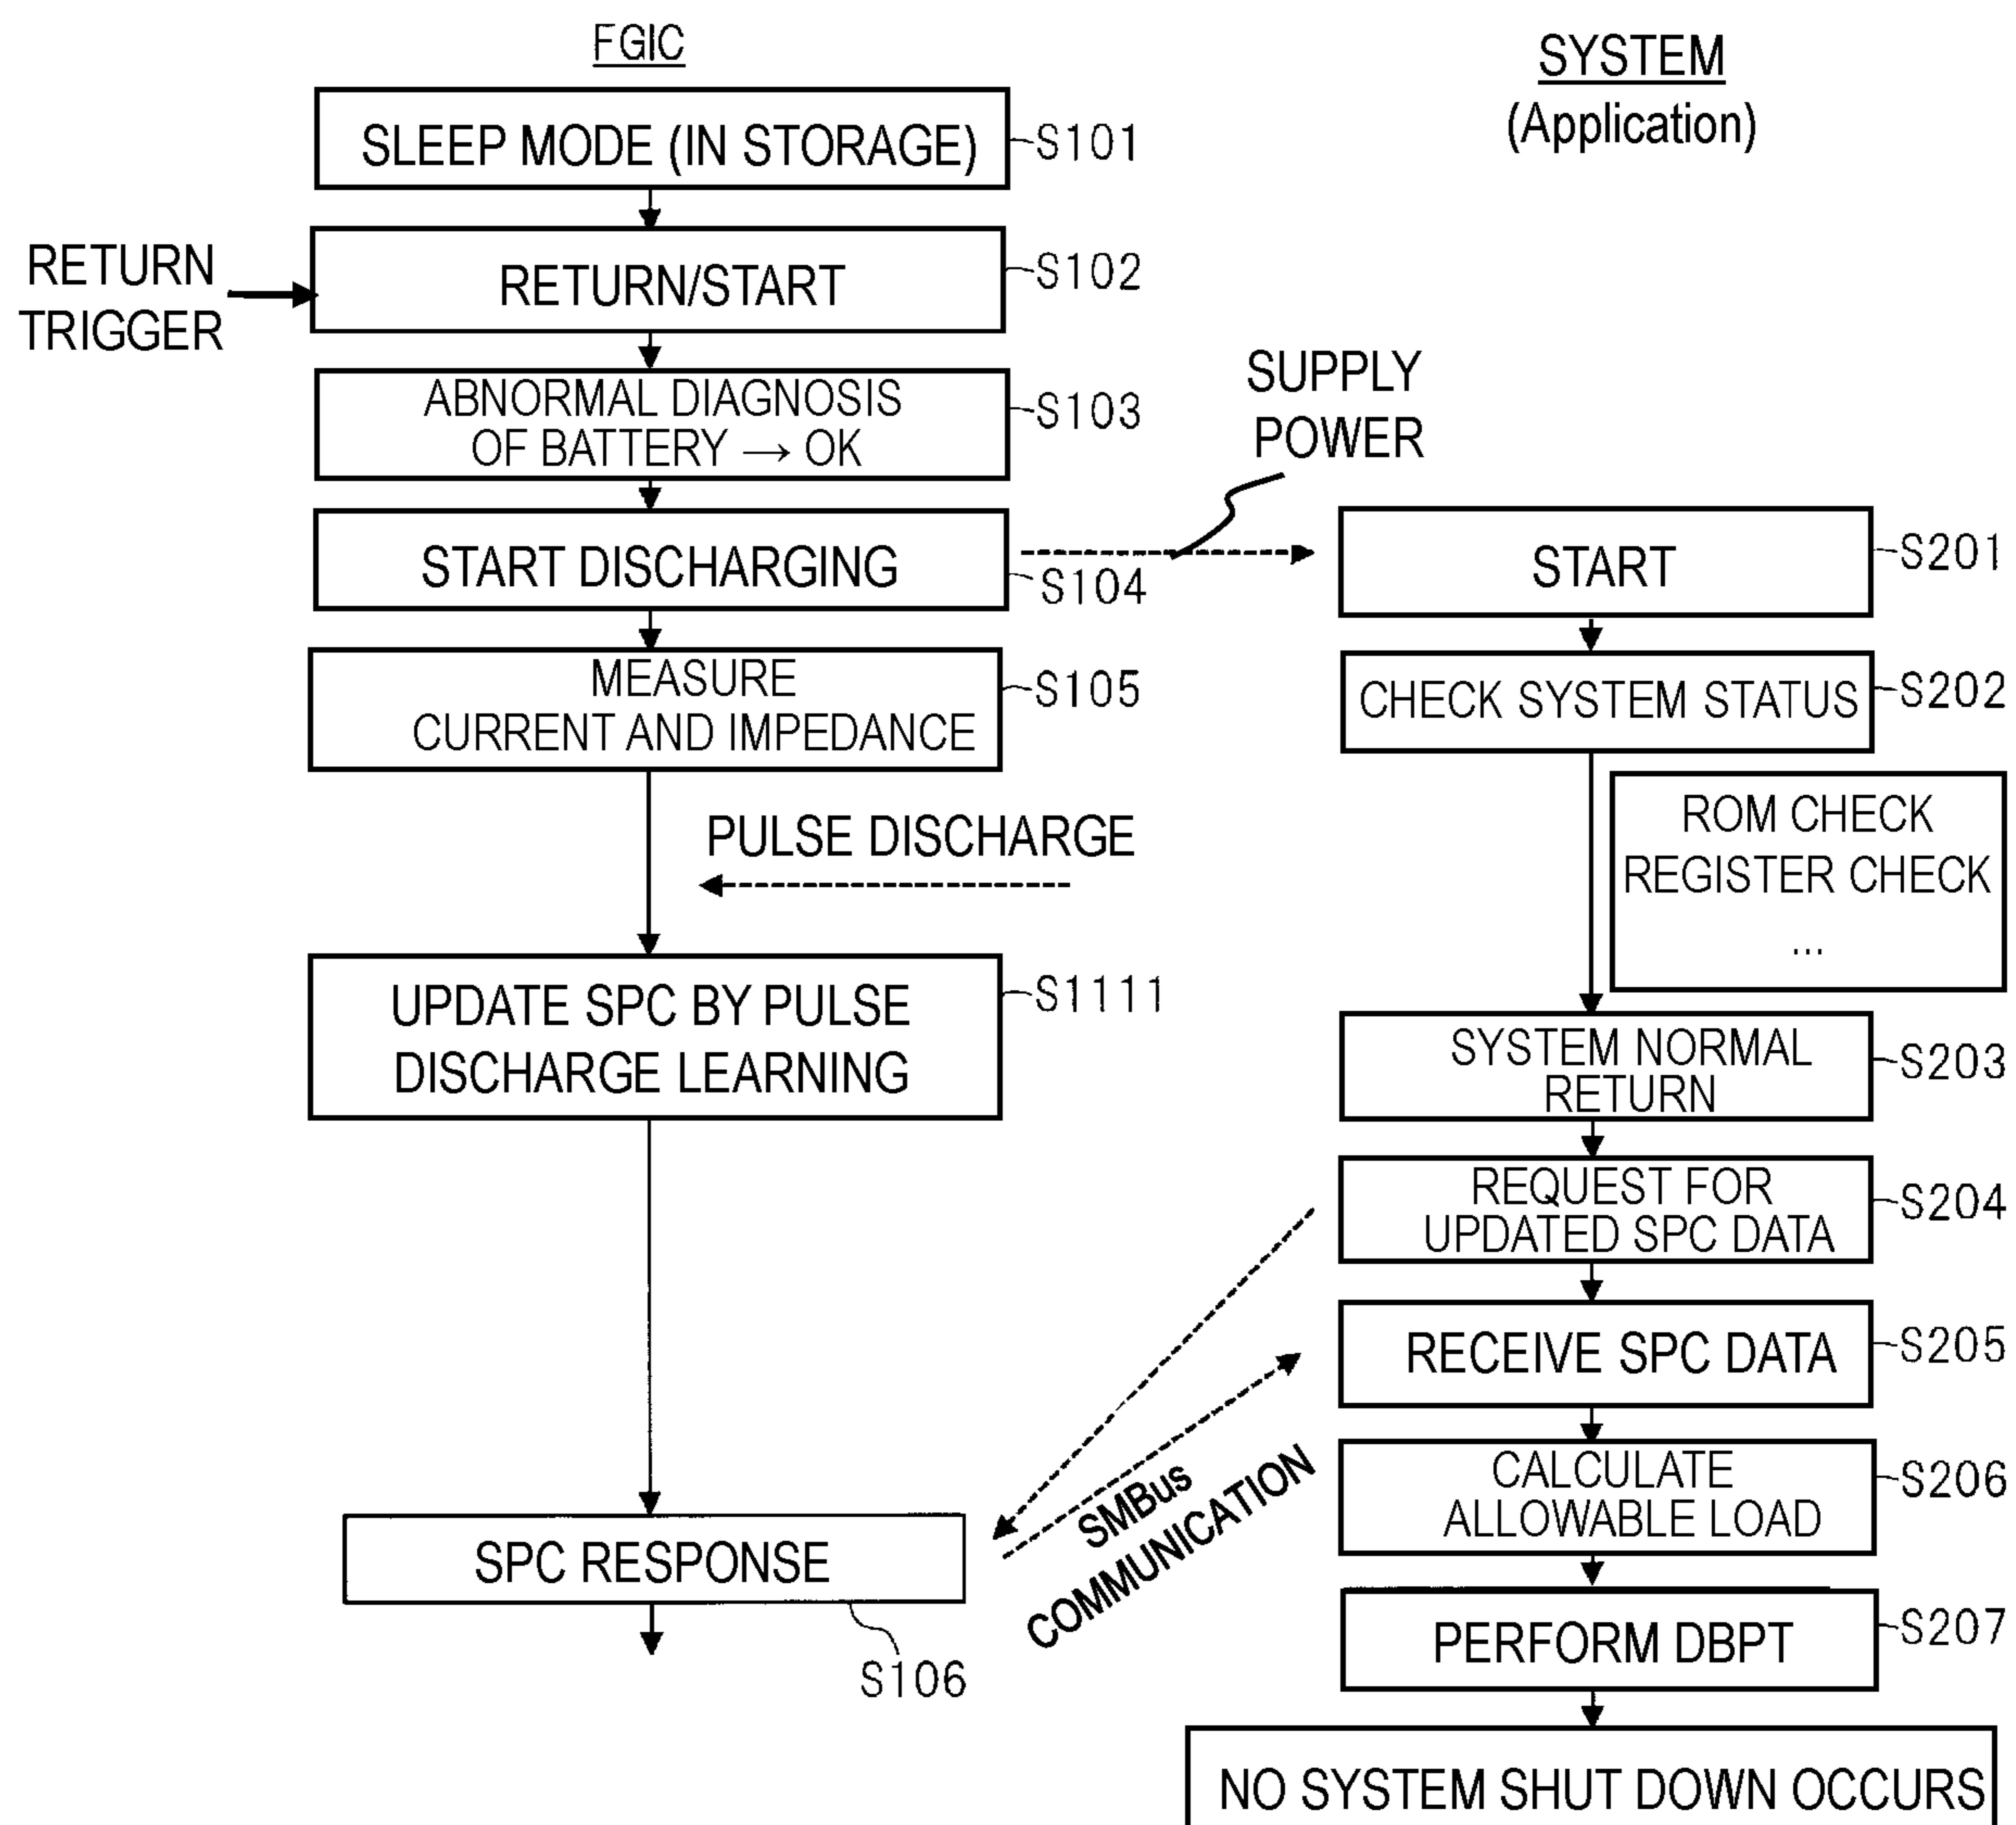 FGIC
SLEEP MODE (IN STORAGE)
S101
RETURN
TRIGGER
RETURN/START
S102
ABNORMAL DIAGNOSIS
OF BATTERY → OK
S103
START DISCHARGING
S104
MEASURE
CURRENT AND IMPEDANCE
S105
PULSE DISCHARGE
UPDATE SPC BY PULSE
DISCHARGE LEARNING
S1111
SPC RESPONSE
S106
SUPPLY
POWER
SMBus
COMMUNICATION
SYSTEM
(Application)
START
S201
CHECK SYSTEM STATUS
S202
ROM CHECK
REGISTER CHECK
...
SYSTEM NORMAL
RETURN
S203
REQUEST FOR
UPDATED SPC DATA
S204
RECEIVE SPC DATA
S205
CALCULATE
ALLOWABLE LOAD
S206
PERFORM DBPT
S207
NO SYSTEM SHUT DOWN OCCURS